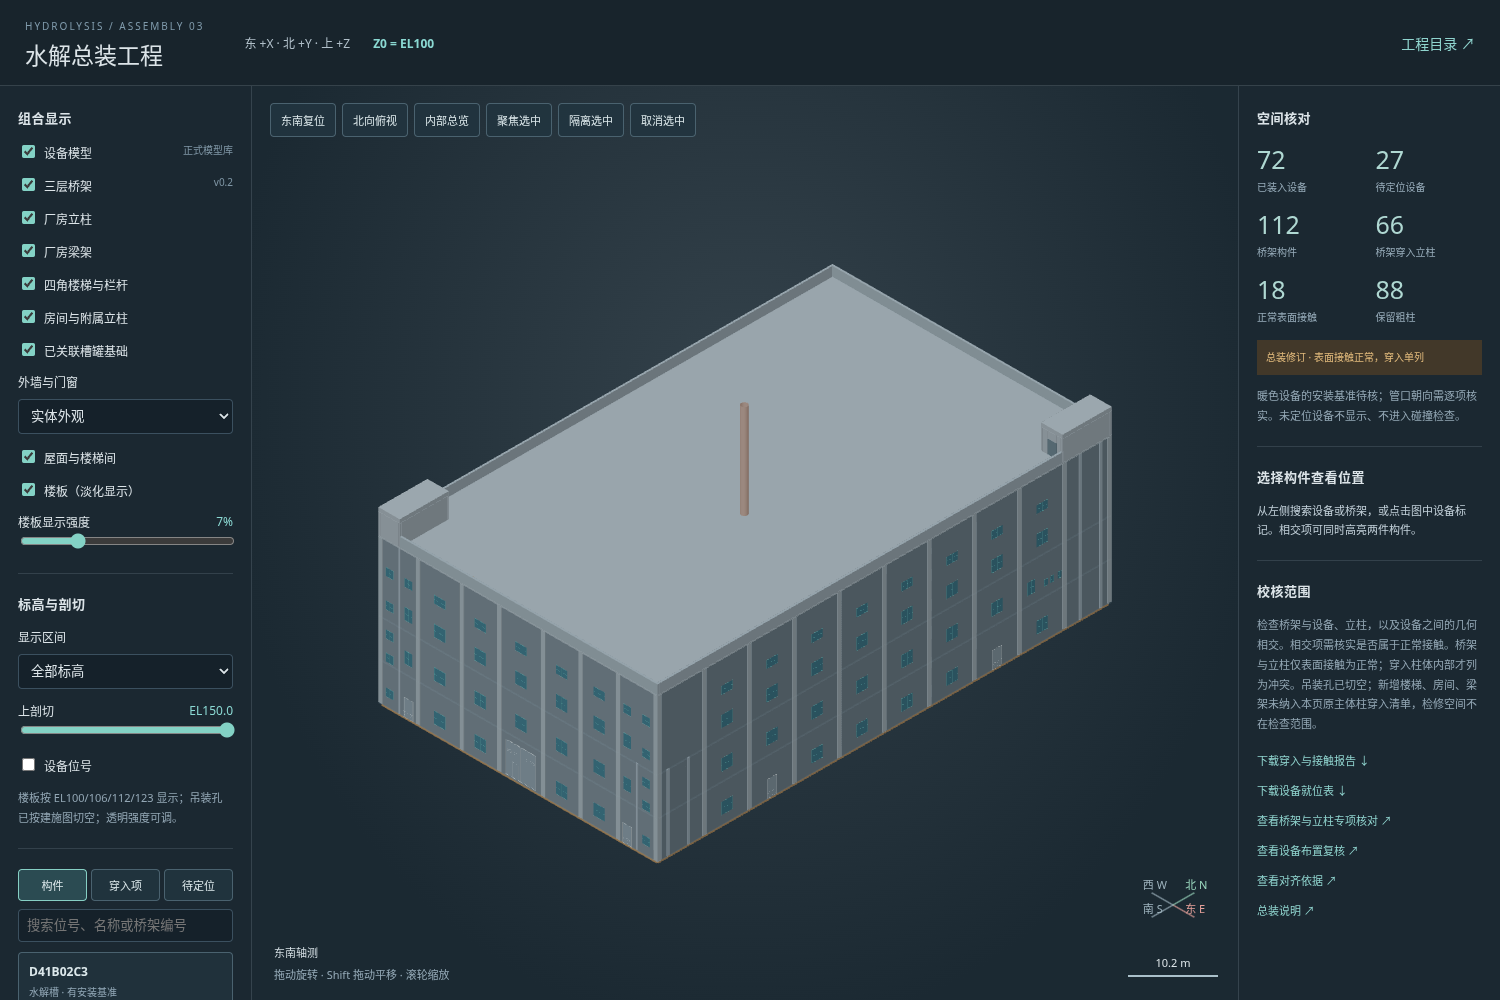 HYDROLYSIS / ASSEMBLY 03
水解总装工程
东 +X · 北 +Y · 上 +Z
Z0 = EL100
工程目录 ↗
组合显示
设备模型
正式模型库
三层桥架
v0.2
厂房立柱
厂房梁架
四角楼梯与栏杆
房间与附属立柱
已关联槽罐基础
外墙与门窗
实体外观
屋面与楼梯间
楼板（淡化显示）
楼板显示强度
7%
标高与剖切
显示区间
全部标高
上剖切
EL150.0
设备位号
楼板按 EL100/106/112/123 显示；吊装孔
已按建施图切空；透明强度可调。
构件
穿入项
待定位
搜索位号、名称或桥架编号
D41B02C3
水解槽 · 有安装基准
东南复位
北向俯视
内部总览
聚焦选中
隔离选中
取消选中
西 W
北 N
南 S
东 E
东南轴测
拖动旋转 · Shift 拖动平移 · 滚轮缩放
10.2 m
空间核对
72
已装入设备
27
待定位设备
112
桥架构件
66
桥架穿入立柱
18
正常表面接触
88
保留粗柱
总装修订 · 表面接触正常，穿入单列
暖色设备的安装基准待核；管口朝向需逐项核
实。未定位设备不显示、不进入碰撞检查。
选择构件查看位置
从左侧搜索设备或桥架，或点击图中设备标
记。相交项可同时高亮两件构件。
校核范围
检查桥架与设备、立柱，以及设备之间的几何
相交。相交项需核实是否属于正常接触。桥架
与立柱仅表面接触为正常；穿入柱体内部才列
为冲突。吊装孔已切空；新增楼梯、房间、梁
架未纳入本页原主体柱穿入清单，检修空间不
在检查范围。
下载穿入与接触报告 ↓
下载设备就位表 ↓
查看桥架与立柱专项核对 ↗
查看设备布置复核 ↗
查看对齐依据 ↗
总装说明 ↗